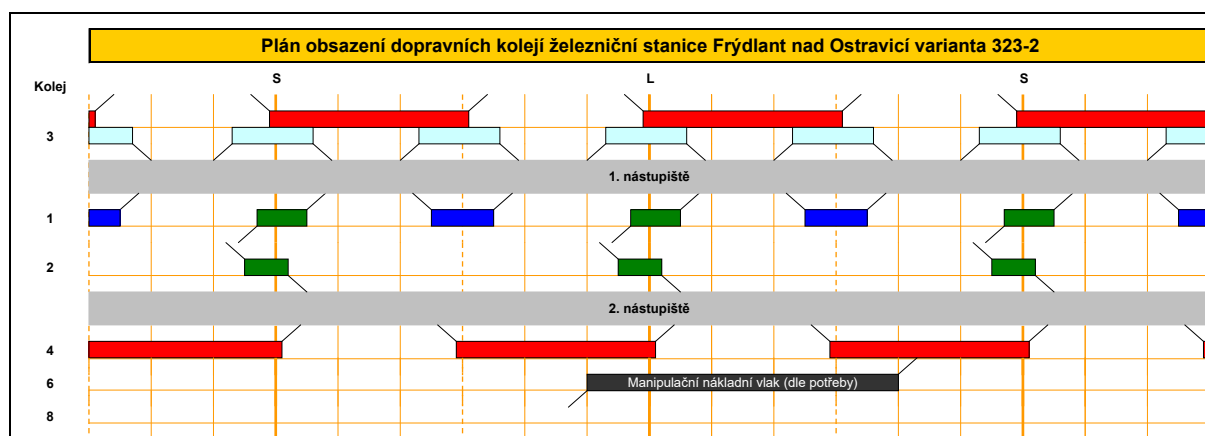 Plán obsazení dopravních kolejí železniční stanice Frýdlant nad Ostravicí varianta 323-2
S L S
Kolej
3
1. nástupiště
1
2
2. nástupiště
4
6 Manipulační nákladní vlak (dle potřeby)
8